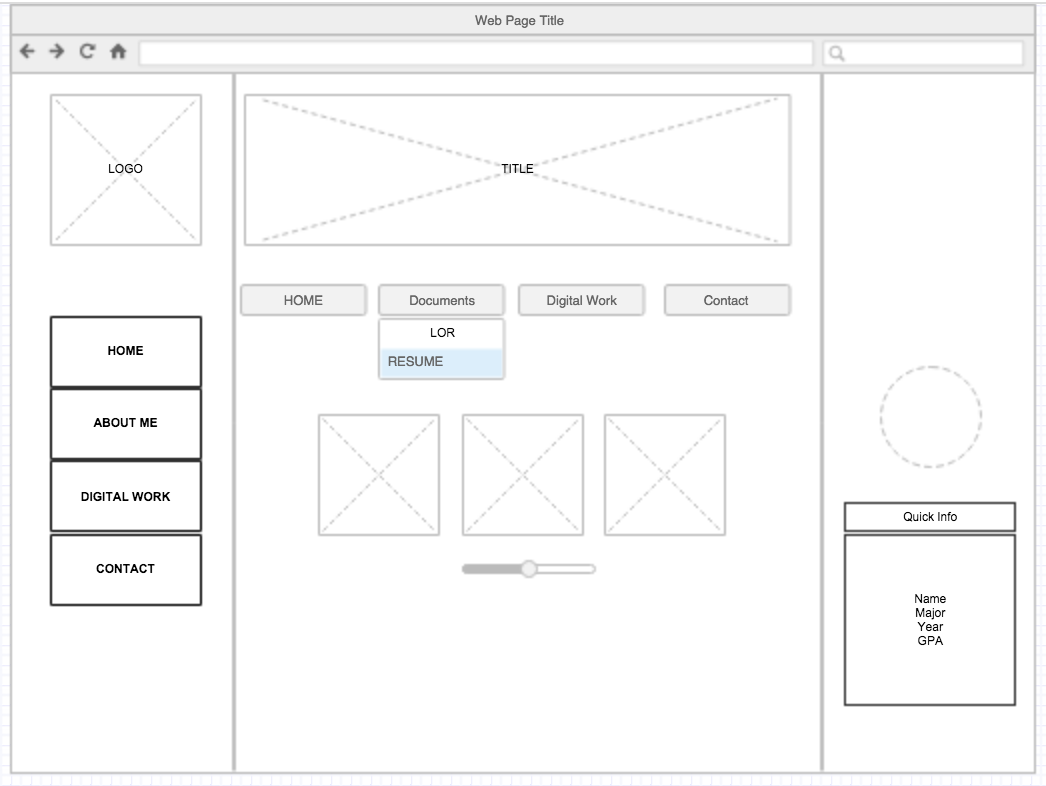 Web Page Title
LOGO
TITLE
HOME
Documents
Digital Work
Contact
LOR
RESUME
HOME
ABOUT ME
DIGITAL WORK
CONTACT
Quick Info
Name
Major
Year
GPA